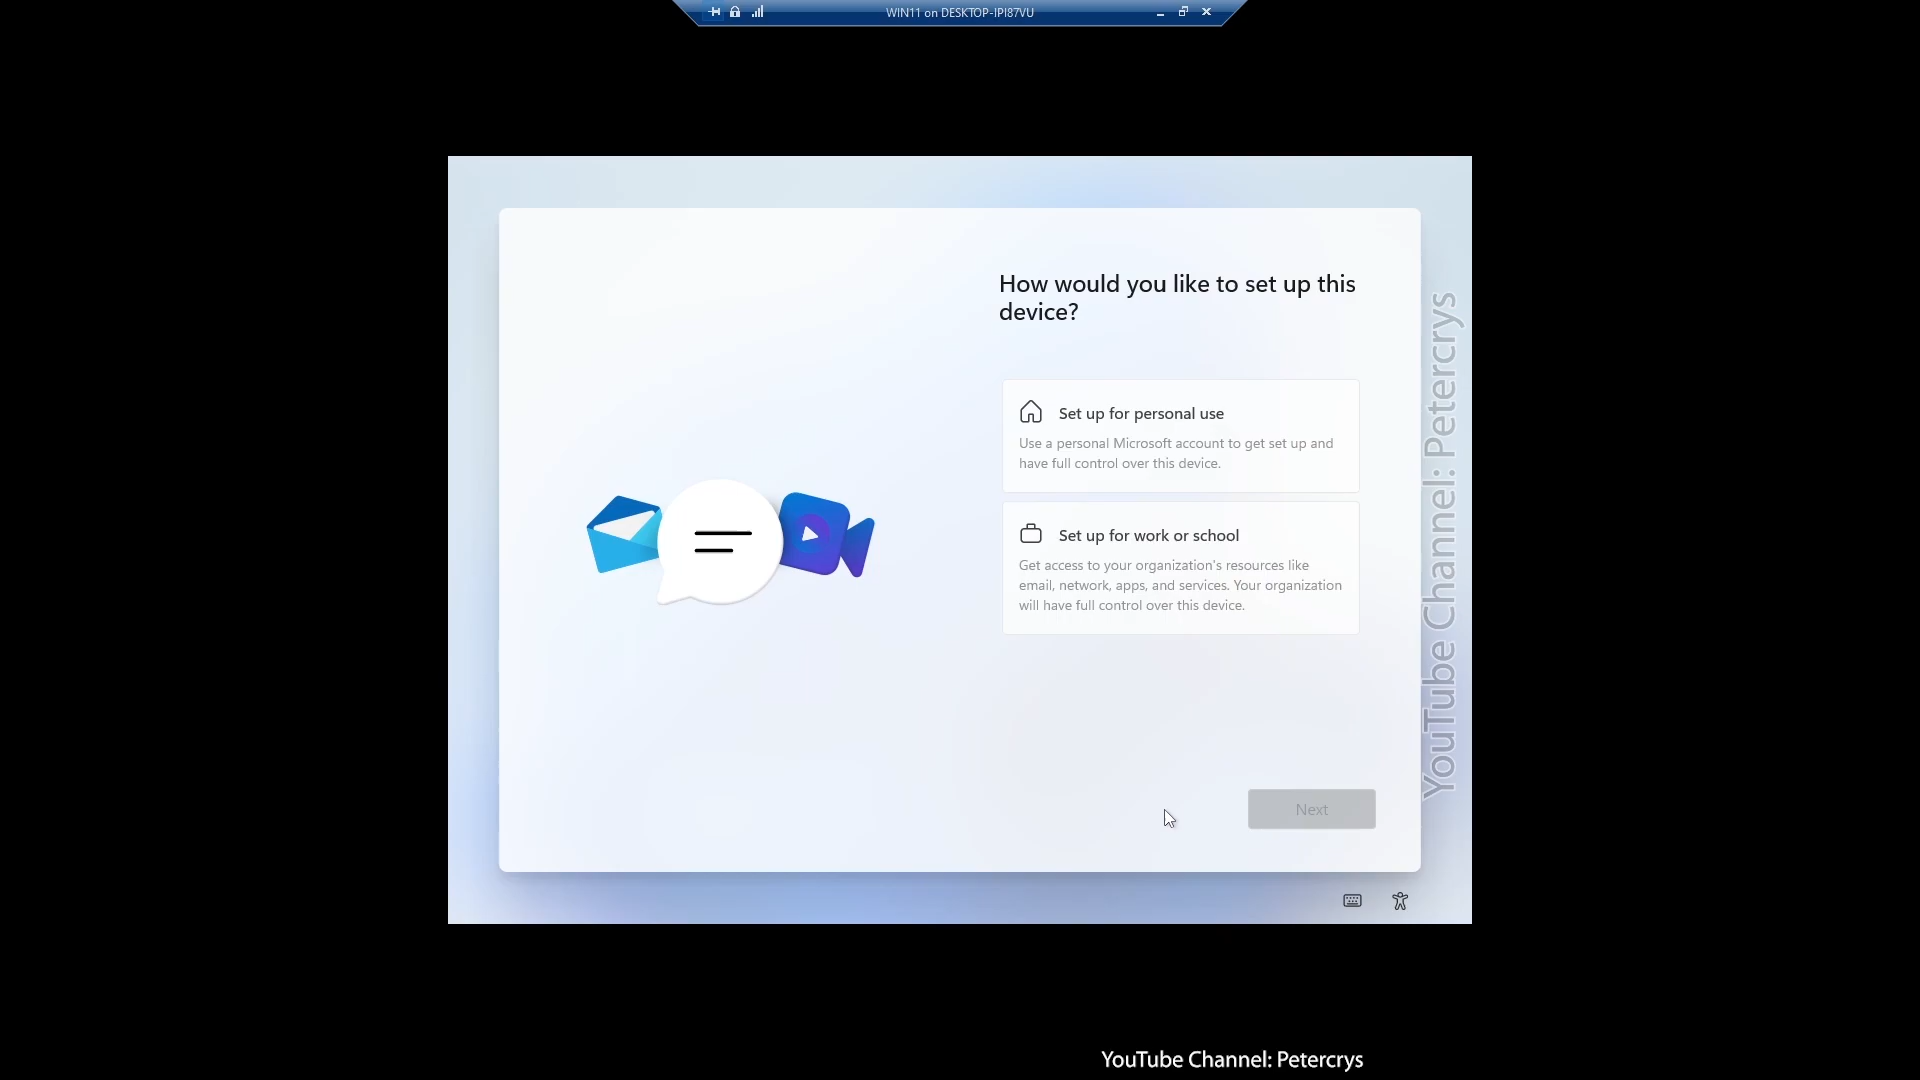 WIN11 on DESKTOP-IPI87VU
How would you like to set up this
device?
Set up for personal use
Use a personal Microsoft account to get set up and
have full control over this device.
Set up for work or school
Get access to your organization's resources like
email, network, apps, and services. Your organization
will have full control over this device.
Next
YouTube Channel: Petercrys
YouTube Channel: Petercrys